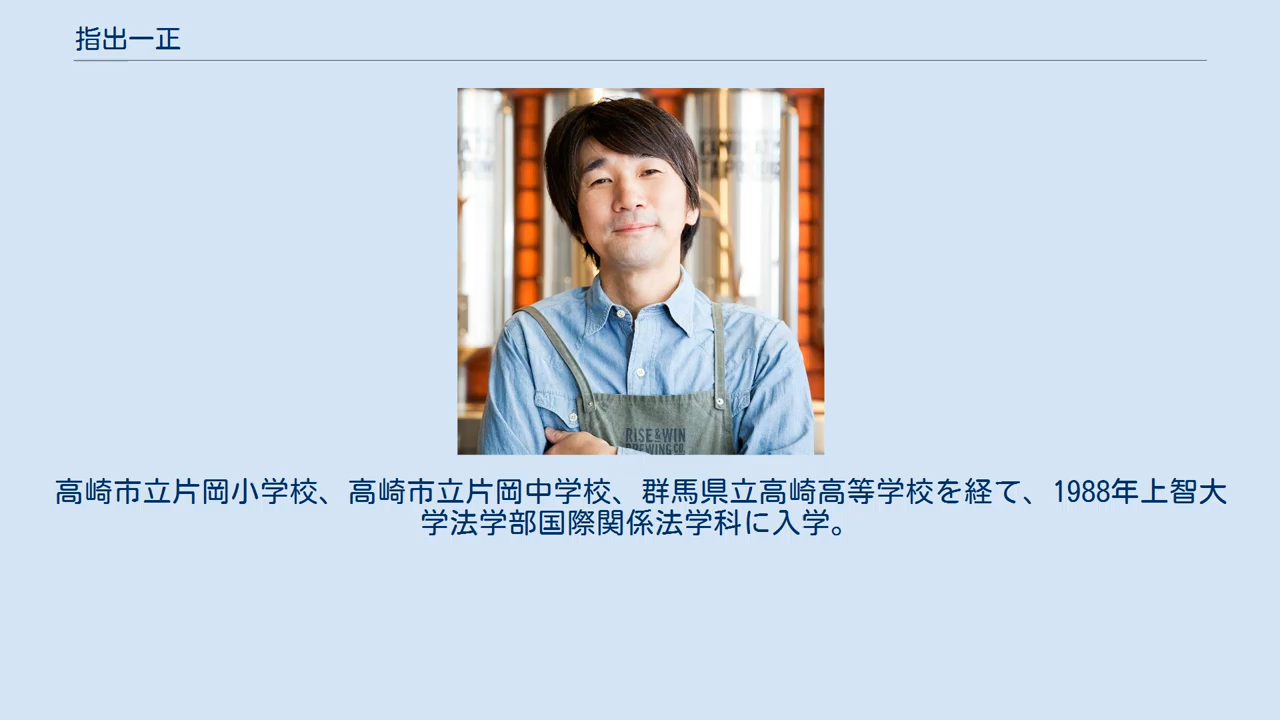 指出一正
RISE&WIN
BREWING CO.
高崎市立片岡小学校、高崎市立片岡中学校、群馬県立高崎高等学校を経て、1988年上智大
学法学部国際関係法学科に入学。